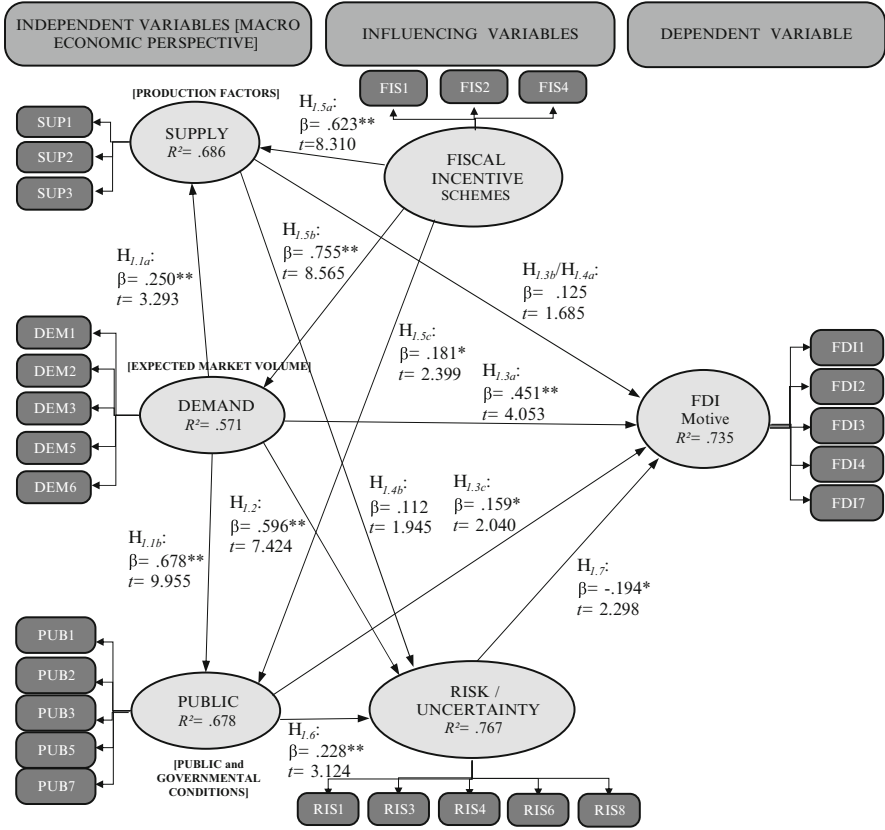 INDEPENDENT VARIABLES [MACRO
ECONOMIC PERSPECTIVE]
INFLUENCING VARIABLES
DEPENDENT VARIABLE
[PRODUCTION FACTORS]
SUPPLY
R²= .686
SUP1
SUP2
SUP3
H1.5a:
β= .623**
t=8.310
FIS1
FIS2
FIS4
FISCAL
INCENTIVE
SCHEMES
H1.1a:
β= .250**
t= 3.293
H1.5b:
β= .755**
t= 8.565
H1.3b/H1.4a:
β= .125
t= 1.685
H1.5c:
β= .181*
t= 2.399
H1.3a:
β= .451**
t= 4.053
DEM1
DEM2
DEM3
DEM5
DEM6
[EXPECTED MARKET VOLUME]
DEMAND
R²= .571
FDI
Motive
R²= .735
FDI1
FDI2
FDI3
FDI4
FDI7
H1.1b:
β= .678**
t= 9.955
H1.2:
β= .596**
t= 7.424
H1.4b:
β= .112
t= 1.945
H1.3c:
β= .159*
t= 2.040
H1.7:
β= -.194*
t= 2.298
PUB1
PUB2
PUB3
PUB5
PUB7
PUBLIC
R²= .678
[PUBLIC and
GOVERNMENTAL
CONDITIONS]
H1.6:
β= .228**
t= 3.124
RISK /
UNCERTAINTY
R²= .767
RIS1
RIS3
RIS4
RIS6
RIS8